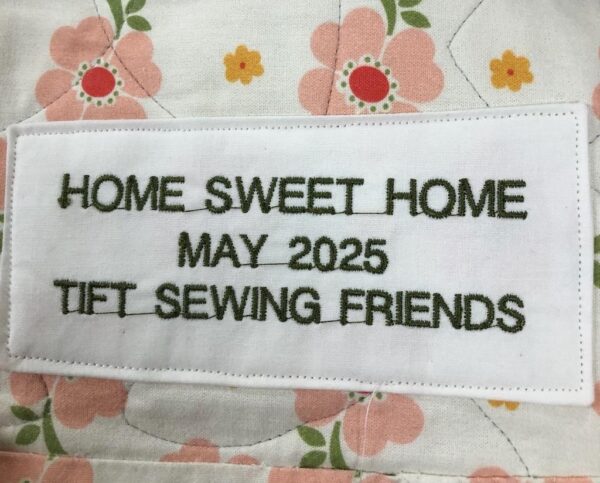 HOME SWEET HOME
MAY 2025
TIFT SEWING FRIENDS